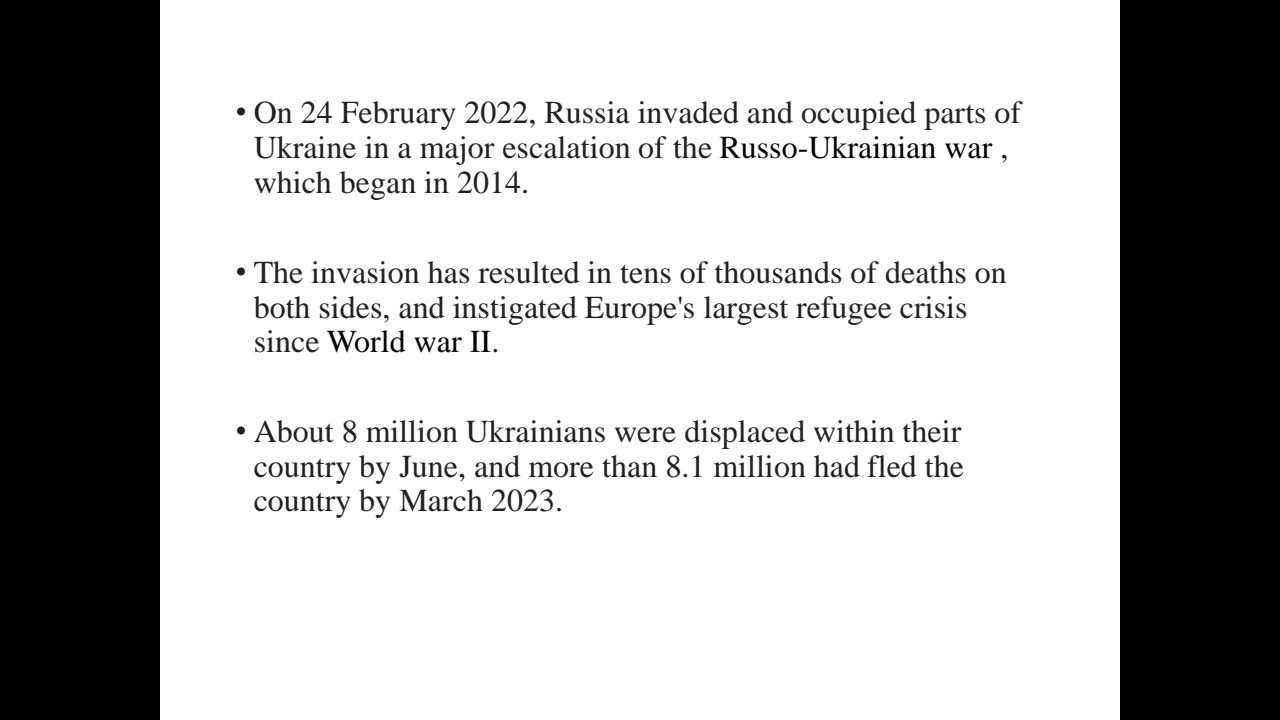 • On 24 February 2022, Russia invaded and occupied parts of
Ukraine in a major escalation of the Russo-Ukrainian war ,
which began in 2014.
• The invasion has resulted in tens of thousands of deaths on
both sides, and instigated Europe's largest refugee crisis
since World war II.
• About 8 million Ukrainians were displaced within their
country by June, and more than 8.1 million had fled the
country by March 2023.